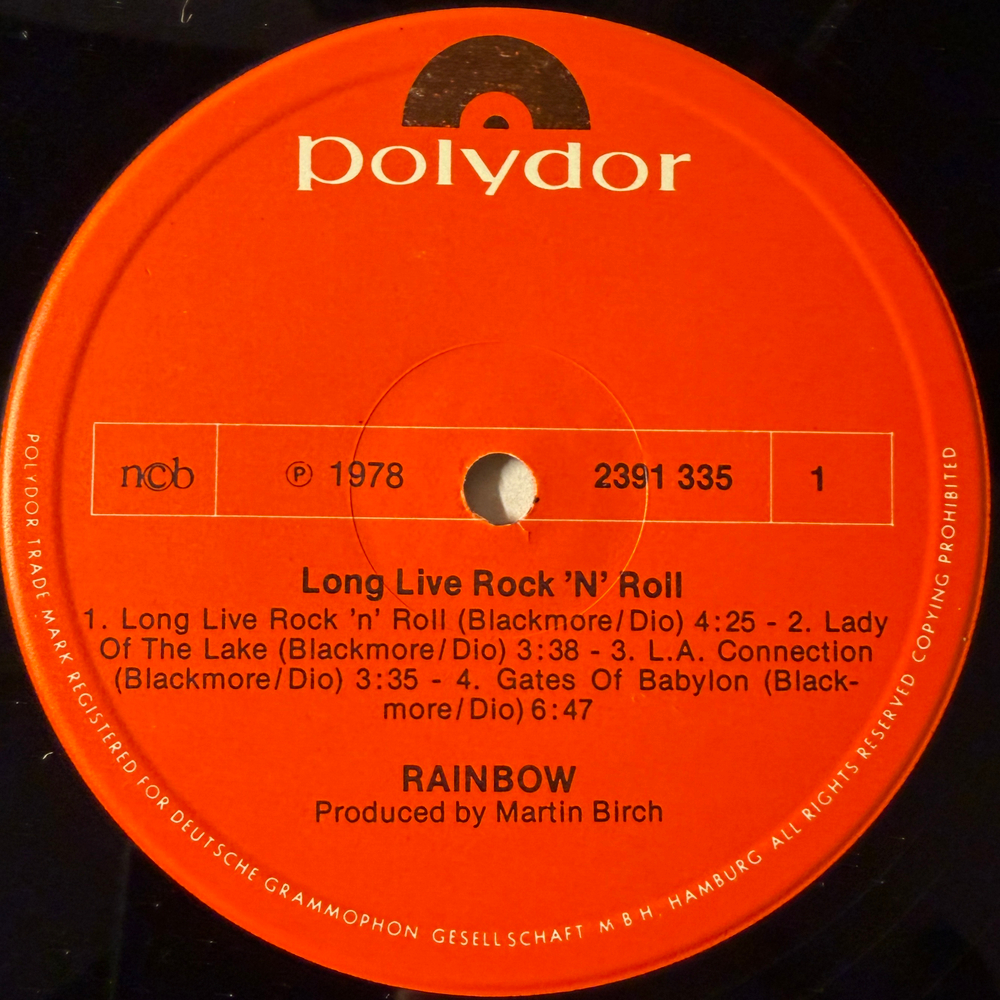 polydor
ncb ℗ 1978 2391 335 1
Long Live Rock 'N' Roll
1. Long Live Rock 'n' Roll (Blackmore/Dio) 4:25 - 2. Lady
Of The Lake (Blackmore/Dio) 3:38 - 3. L.A. Connection
(Blackmore/Dio) 3:35 - 4. Gates Of Babylon (Black-
more/Dio) 6:47
RAINBOW
Produced by Martin Birch
POLYDOR TRADE MARK REGISTERED FOR DEUTSCHE GRAMMOPHON GESELLSCHAFT M B H. HAMBURG ALL RIGHTS RESERVED COPYING PROHIBITED